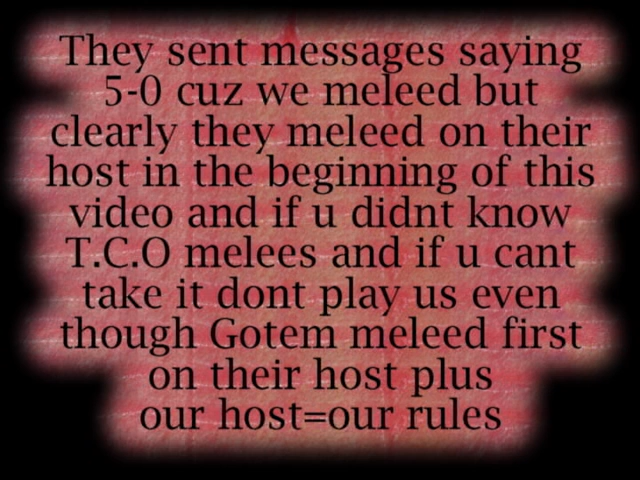 They sent messages saying
5-0 cuz we meleed but
clearly they meleed on their
host in the beginning of this
video and if u didnt know
T.C.O melees and if u cant
take it dont play us even
though Gotem meleed first
on their host plus
our host=our rules